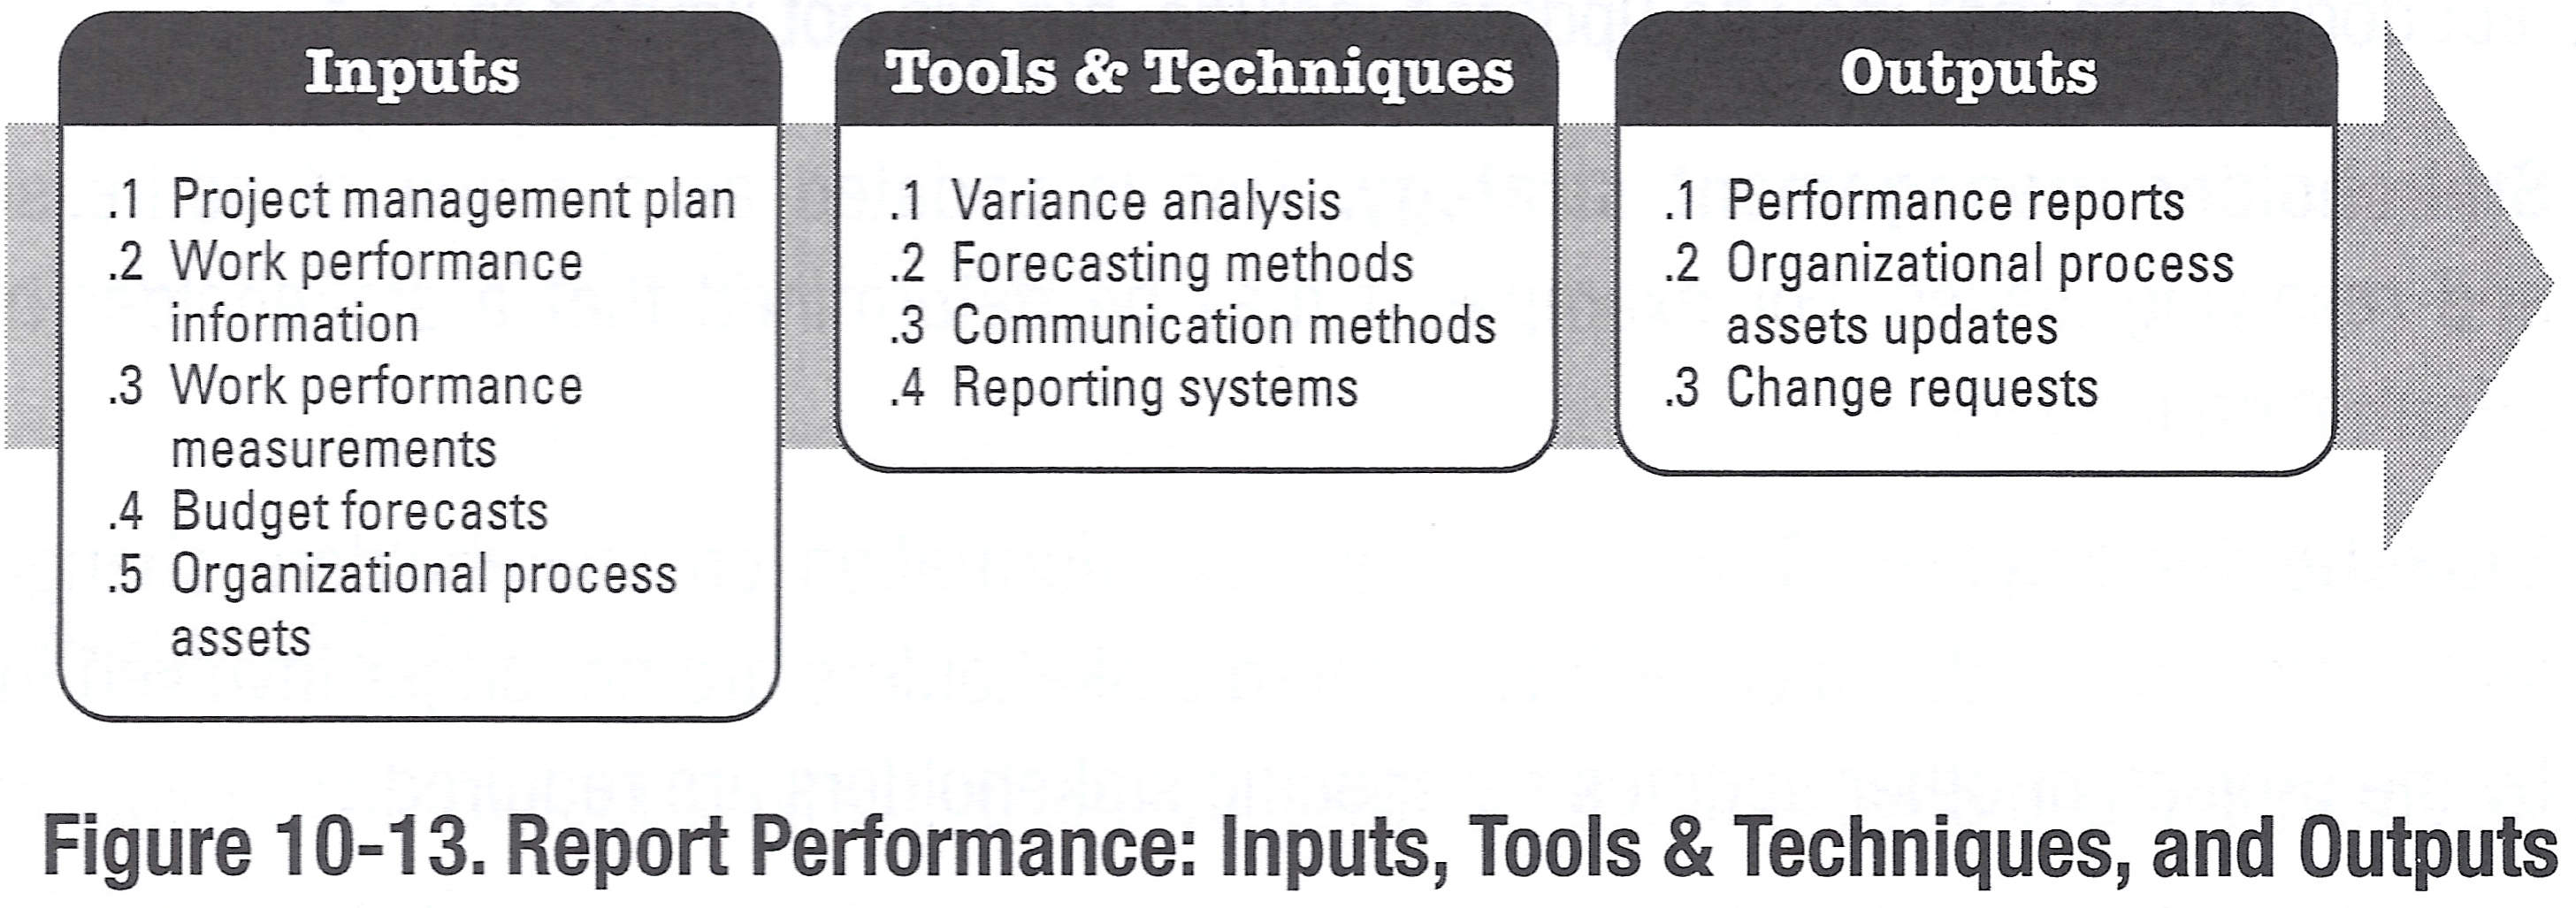 Inputs
.1 Project management plan
.2 Work performance
information
.3 Work performance
measurements
.4 Budget forecasts
.5 Organizational process
assets
Tools & Techniques
.1 Variance analysis
.2 Forecasting methods
.3 Communication methods
.4 Reporting systems
Outputs
.1 Performance reports
.2 Organizational process
assets updates
.3 Change requests
Figure 10-13. Report Performance: Inputs, Tools & Techniques, and Outputs